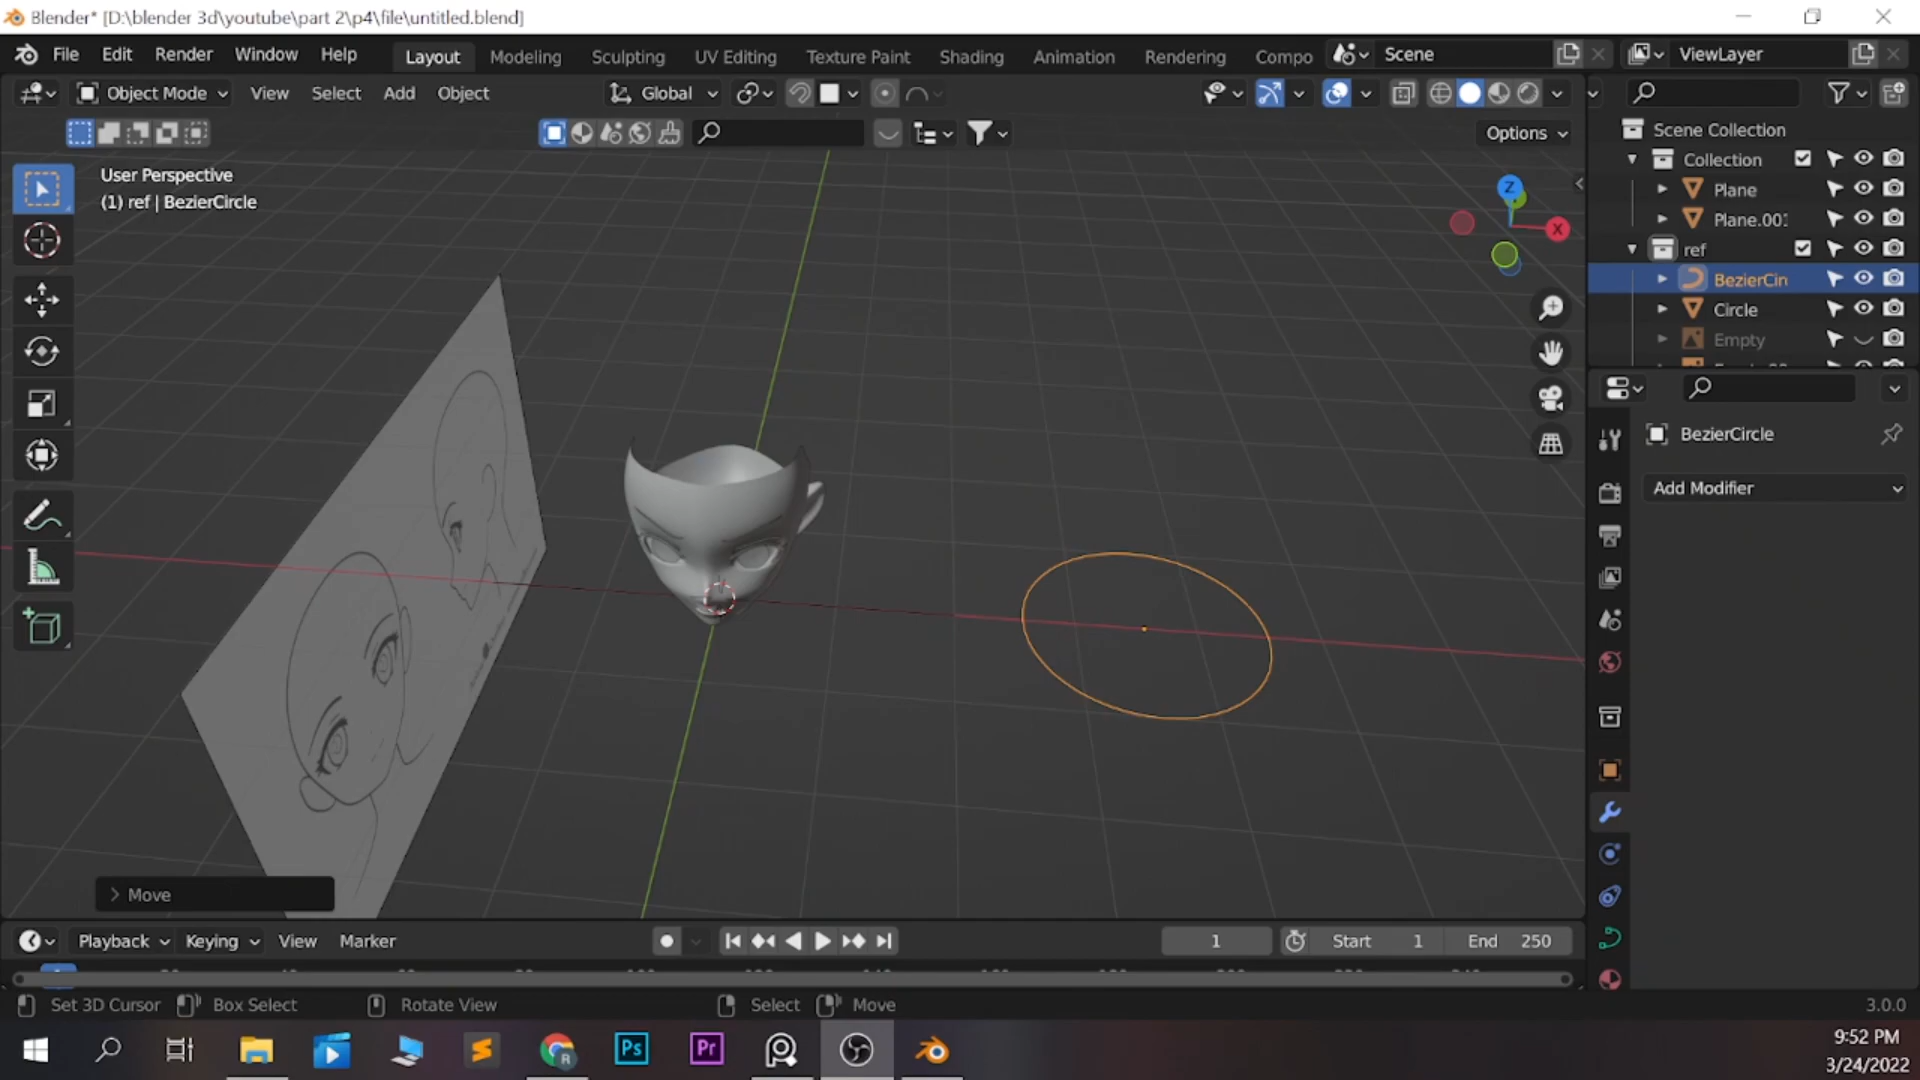 Blender* [D:\blender 3d\youtube\part 2\p4\file\untitled.blend]
File Edit Render Window Help Layout Modeling Sculpting UV Editing Texture Paint Shading Animation Rendering Compo Scene ViewLayer
Object Mode View Select Add Object Global
Options
User Perspective
(1) ref | BezierCircle
Z
X
Scene Collection
Collection
Plane
Plane.001
ref
BezierCir
Circle
Empty
BezierCircle
Add Modifier
Move
Playback Keying View Marker 1 Start 1 End 250
Set 3D Cursor Box Select Rotate View Select Move 3.0.0
R Ps Pr
9:52 PM
3/24/2022